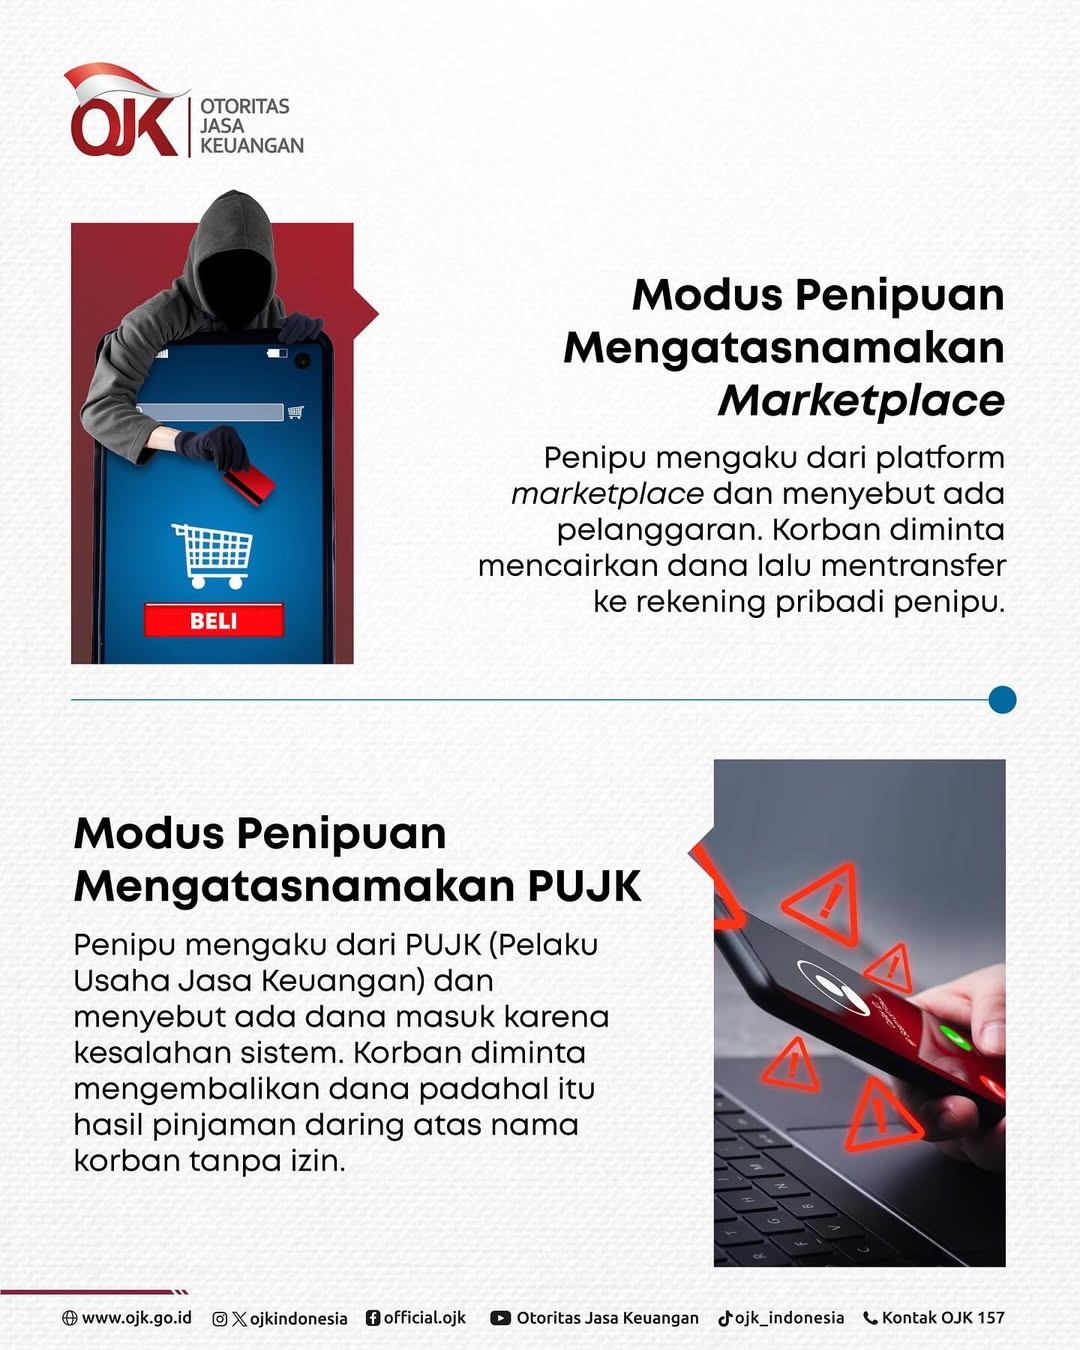 OJK
OTORITAS
JASA
KEUANGAN
Modus Penipuan
Mengatasnamakan
Marketplace
Penipu mengaku dari platform
marketplace dan menyebut ada
pelanggaran. Korban diminta
mencairkan dana lalu mentransfer
ke rekening pribadi penipu.
BELI
Modus Penipuan
Mengatasnamakan PUJK
Penipu mengaku dari PUJK (Pelaku
Usaha Jasa Keuangan) dan
menyebut ada dana masuk karena
kesalahan sistem. Korban diminta
mengembalikan dana padahal itu
hasil pinjaman daring atas nama
korban tanpa izin.
www.ojk.go.id ojkindonesia official.ojk Otoritas Jasa Keuangan ojk_indonesia Kontak OJK 157